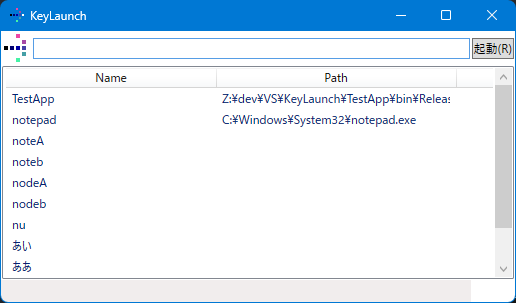 KeyLaunch
起動(R)
Name Path
TestApp Z:¥dev¥VS¥KeyLaunch¥TestApp¥bin¥Releas
notepad C:¥Windows¥System32¥notepad.exe
noteA
noteb
nodeA
nodeb
nu
あい
ああ